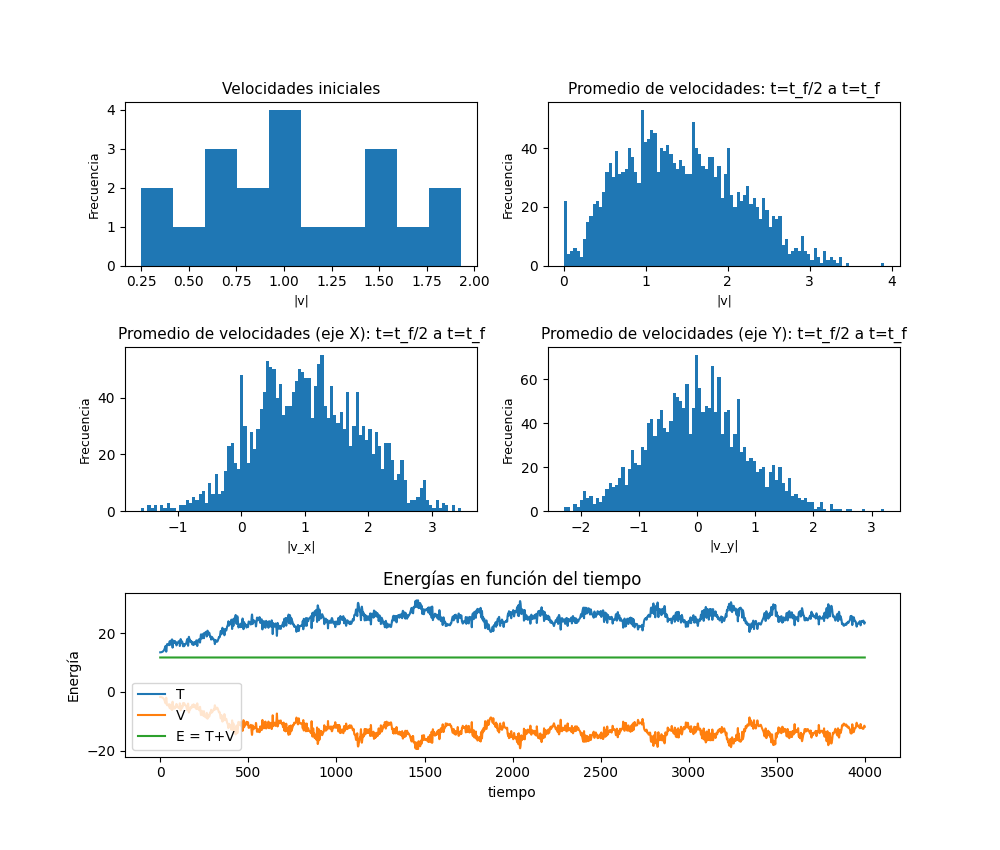 Velocidades iniciales
Frecuencia
4
3
2
1
0
0.25 0.50 0.75 1.00 1.25 1.50 1.75 2.00
|v|
Promedio de velocidades: t=t_f/2 a t=t_f
Frecuencia
40
20
0
0 1 2 3 4
|v|
Promedio de velocidades (eje X): t=t_f/2 a t=t_f
Frecuencia
40
20
0
−1 0 1 2 3
|v_x|
Promedio de velocidades (eje Y): t=t_f/2 a t=t_f
Frecuencia
60
40
20
0
−2 −1 0 1 2 3
|v_y|
Energías en función del tiempo
Energía
20
0
−20
T
V
E = T+V
0 500 1000 1500 2000 2500 3000 3500 4000
tiempo